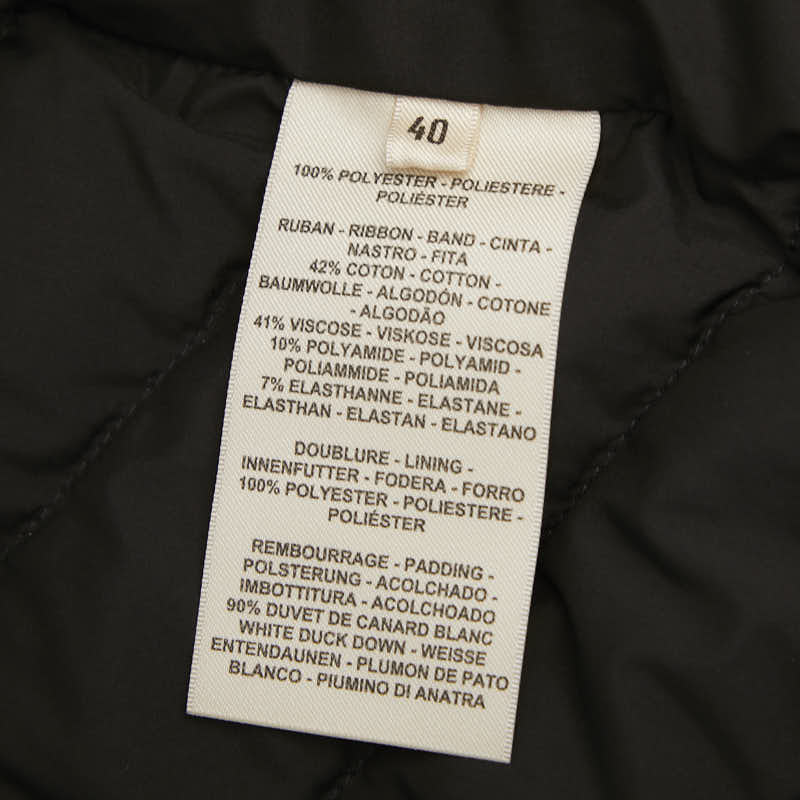 40
100% POLYESTER - POLIESTERE -
POLIÉSTER
RUBAN - RIBBON - BAND - CINTA -
NASTRO - FITA
42% COTON - COTTON -
BAUMWOLLE - ALGODÓN - COTONE
- ALGODÃO
41% VISCOSE - VISKOSE - VISCOSA
10% POLYAMIDE - POLYAMID -
POLIAMMIDE - POLIAMIDA
7% ELASTHANNE - ELASTANE -
ELASTHAN - ELASTAN - ELASTANO
DOUBLURE - LINING -
INNENFUTTER - FODERA - FORRO
100% POLYESTER - POLIESTERE -
POLIÉSTER
REMBOURRAGE - PADDING -
POLSTERUNG - ACOLCHADO -
IMBOTTITURA - ACOLCHOADO
90% DUVET DE CANARD BLANC
WHITE DUCK DOWN - WEISSE
ENTENDAUNEN - PLUMON DE PATO
BLANCO - PIUMINO DI ANATRA